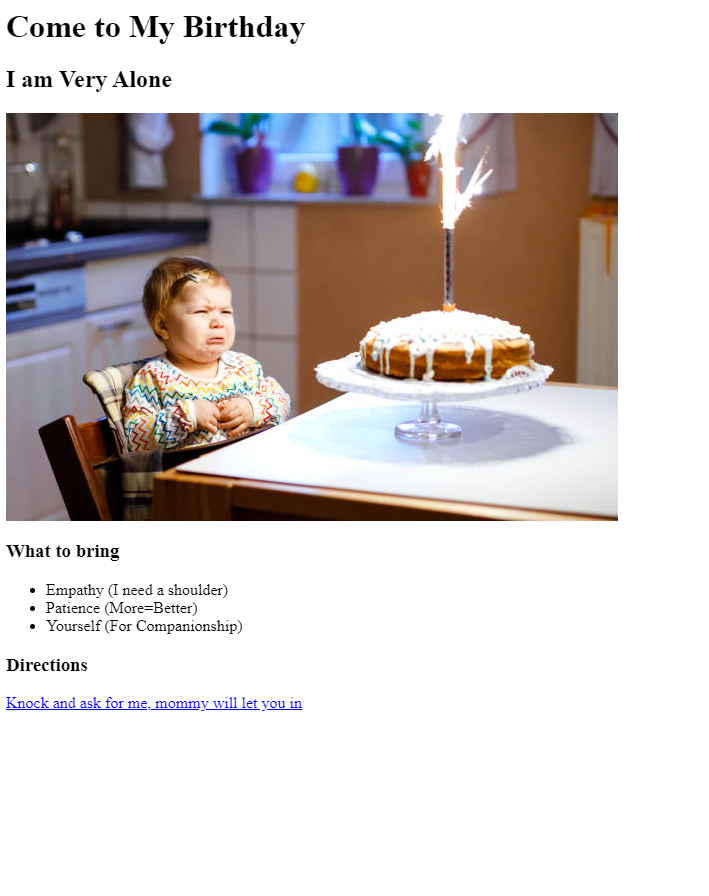 Come to My Birthday
I am Very Alone
What to bring
Empathy (I need a shoulder)
Patience (More=Better)
Yourself (For Companionship)
Directions
Knock and ask for me, mommy will let you in